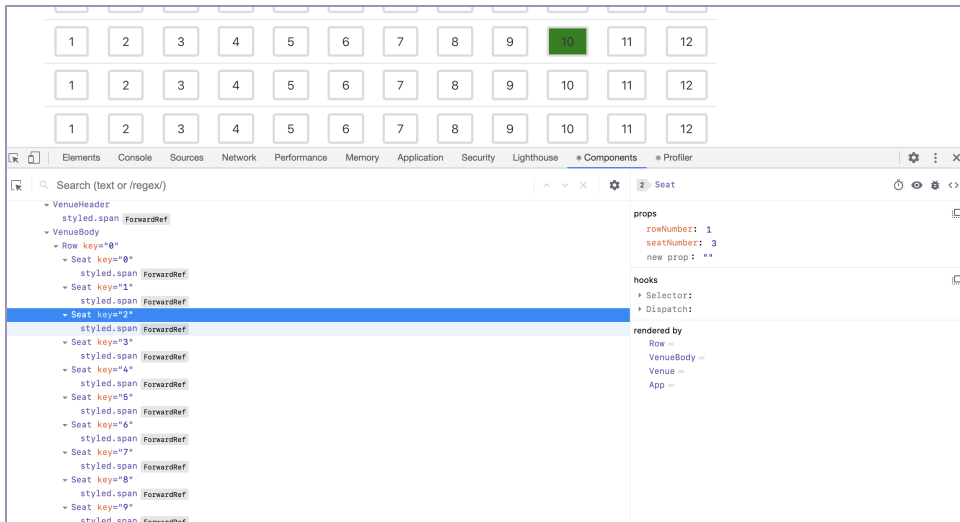 1 2 3 4 5 6 7 8 9 10 11 12
1 2 3 4 5 6 7 8 9 10 11 12
1 2 3 4 5 6 7 8 9 10 11 12
Elements Console Sources Network Performance Memory Application Security Lighthouse Components Profiler
Search (text or /regex/)
VenueHeader
styled.span ForwardRef
VenueBody
Row key="0"
Seat key="0"
styled.span ForwardRef
Seat key="1"
styled.span ForwardRef
Seat key="2"
styled.span ForwardRef
Seat key="3"
styled.span ForwardRef
Seat key="4"
styled.span ForwardRef
Seat key="5"
styled.span ForwardRef
Seat key="6"
styled.span ForwardRef
Seat key="7"
styled.span ForwardRef
Seat key="8"
styled.span ForwardRef
Seat key="9"
styled.span ForwardRef
2 Seat
props
rowNumber: 1
seatNumber: 3
new prop: ""
hooks
Selector:
Dispatch:
rendered by
Row
VenueBody
Venue
App